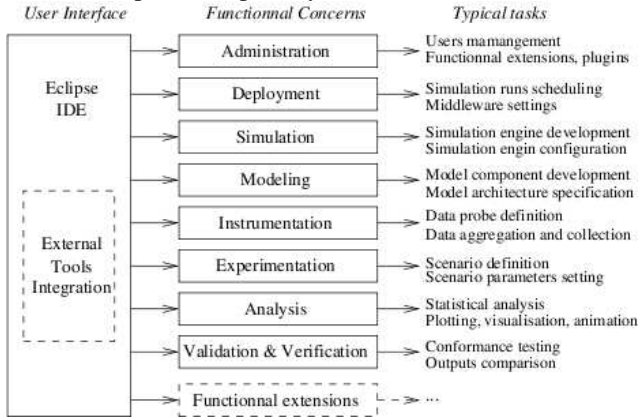 User Interface Functionnal Concerns Typical tasks
Eclipse
IDE
External
Tools
Integration
Administration
Users mamangement
Functionnal extensions, plugins
Deployment
Simulation runs scheduling
Middleware settings
Simulation
Simulation engine development
Simulation engin configuration
Modeling
Model component development
Model architecture specification
Instrumentation
Data probe definition
Data aggregation and collection
Experimentation
Scenario definition
Scenario parameters setting
Analysis
Statistical analysis
Plotting, visualisation, animation
Validation & Verification
Conformance testing
Outputs comparison
Functionnal extensions
...